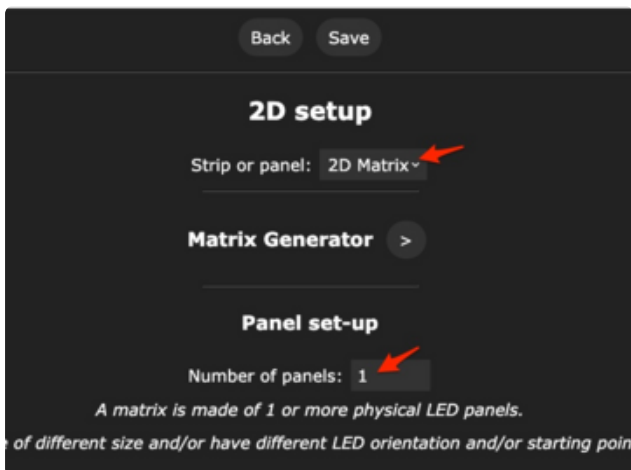 Back Save
2D setup
Strip or panel: 2D Matrix
Matrix Generator >
Panel set-up
Number of panels: 1
A matrix is made of 1 or more physical LED panels.
of different size and/or have different LED orientation and/or starting poin